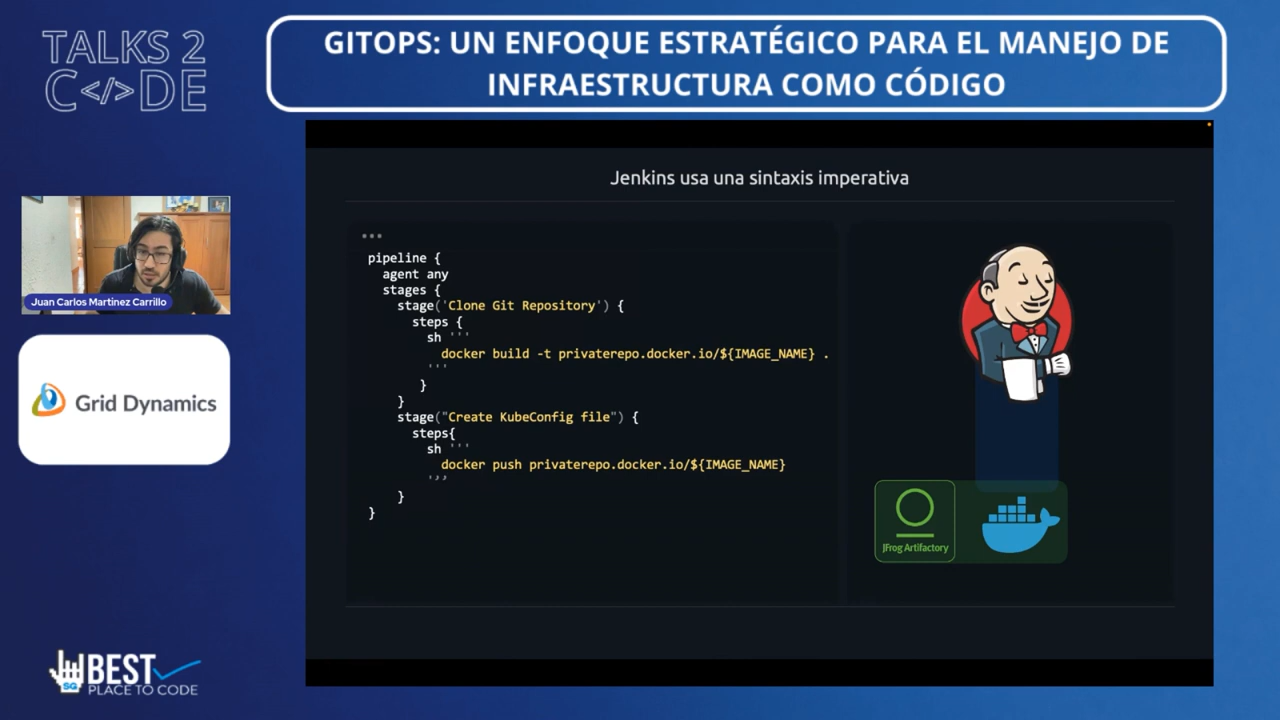 TALKS 2
C</>DE
GITOPS: UN ENFOQUE ESTRATÉGICO PARA EL MANEJO DE
INFRAESTRUCTURA COMO CÓDIGO
Juan Carlos Martinez Carrillo
Grid Dynamics
SG BEST
PLACE TO CODE
Jenkins usa una sintaxis imperativa
pipeline {
agent any
stages {
stage('Clone Git Repository') {
steps {
sh '''
docker build -t privaterepo.docker.io/${IMAGE_NAME} .
'''
}
}
stage("Create KubeConfig file") {
steps{
sh '''
docker push privaterepo.docker.io/${IMAGE_NAME}
',,
}
}
JFrog Artifactory